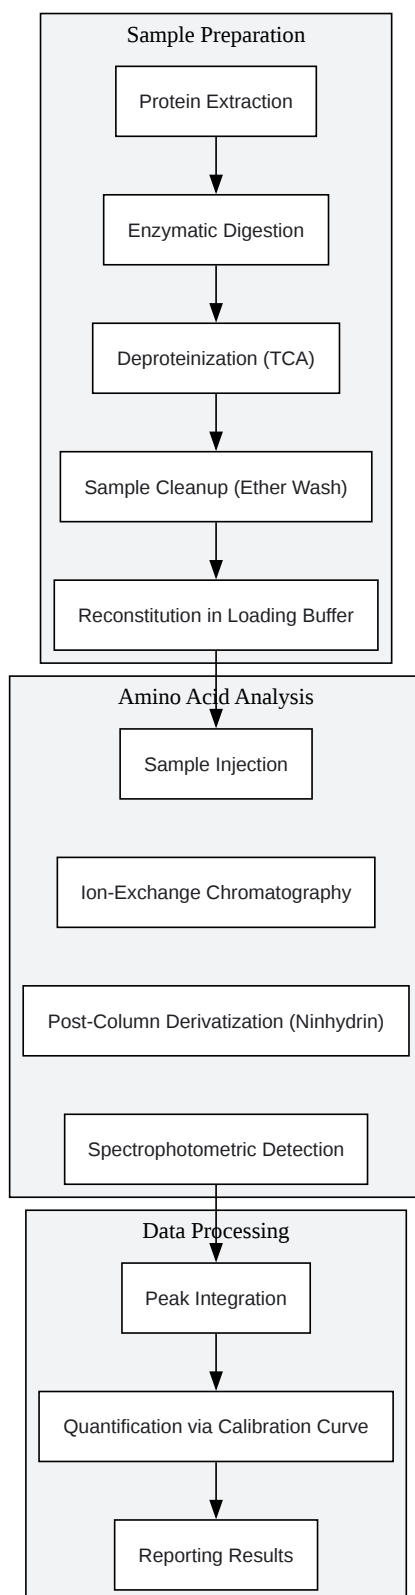 Sample Preparation
Protein Extraction
Enzymatic Digestion
Deproteinization (TCA)
Sample Cleanup (Ether Wash)
Reconstitution in Loading Buffer
Amino Acid Analysis
Sample Injection
Ion-Exchange Chromatography
Post-Column Derivatization (Ninhydrin)
Spectrophotometric Detection
Data Processing
Peak Integration
Quantification via Calibration Curve
Reporting Results